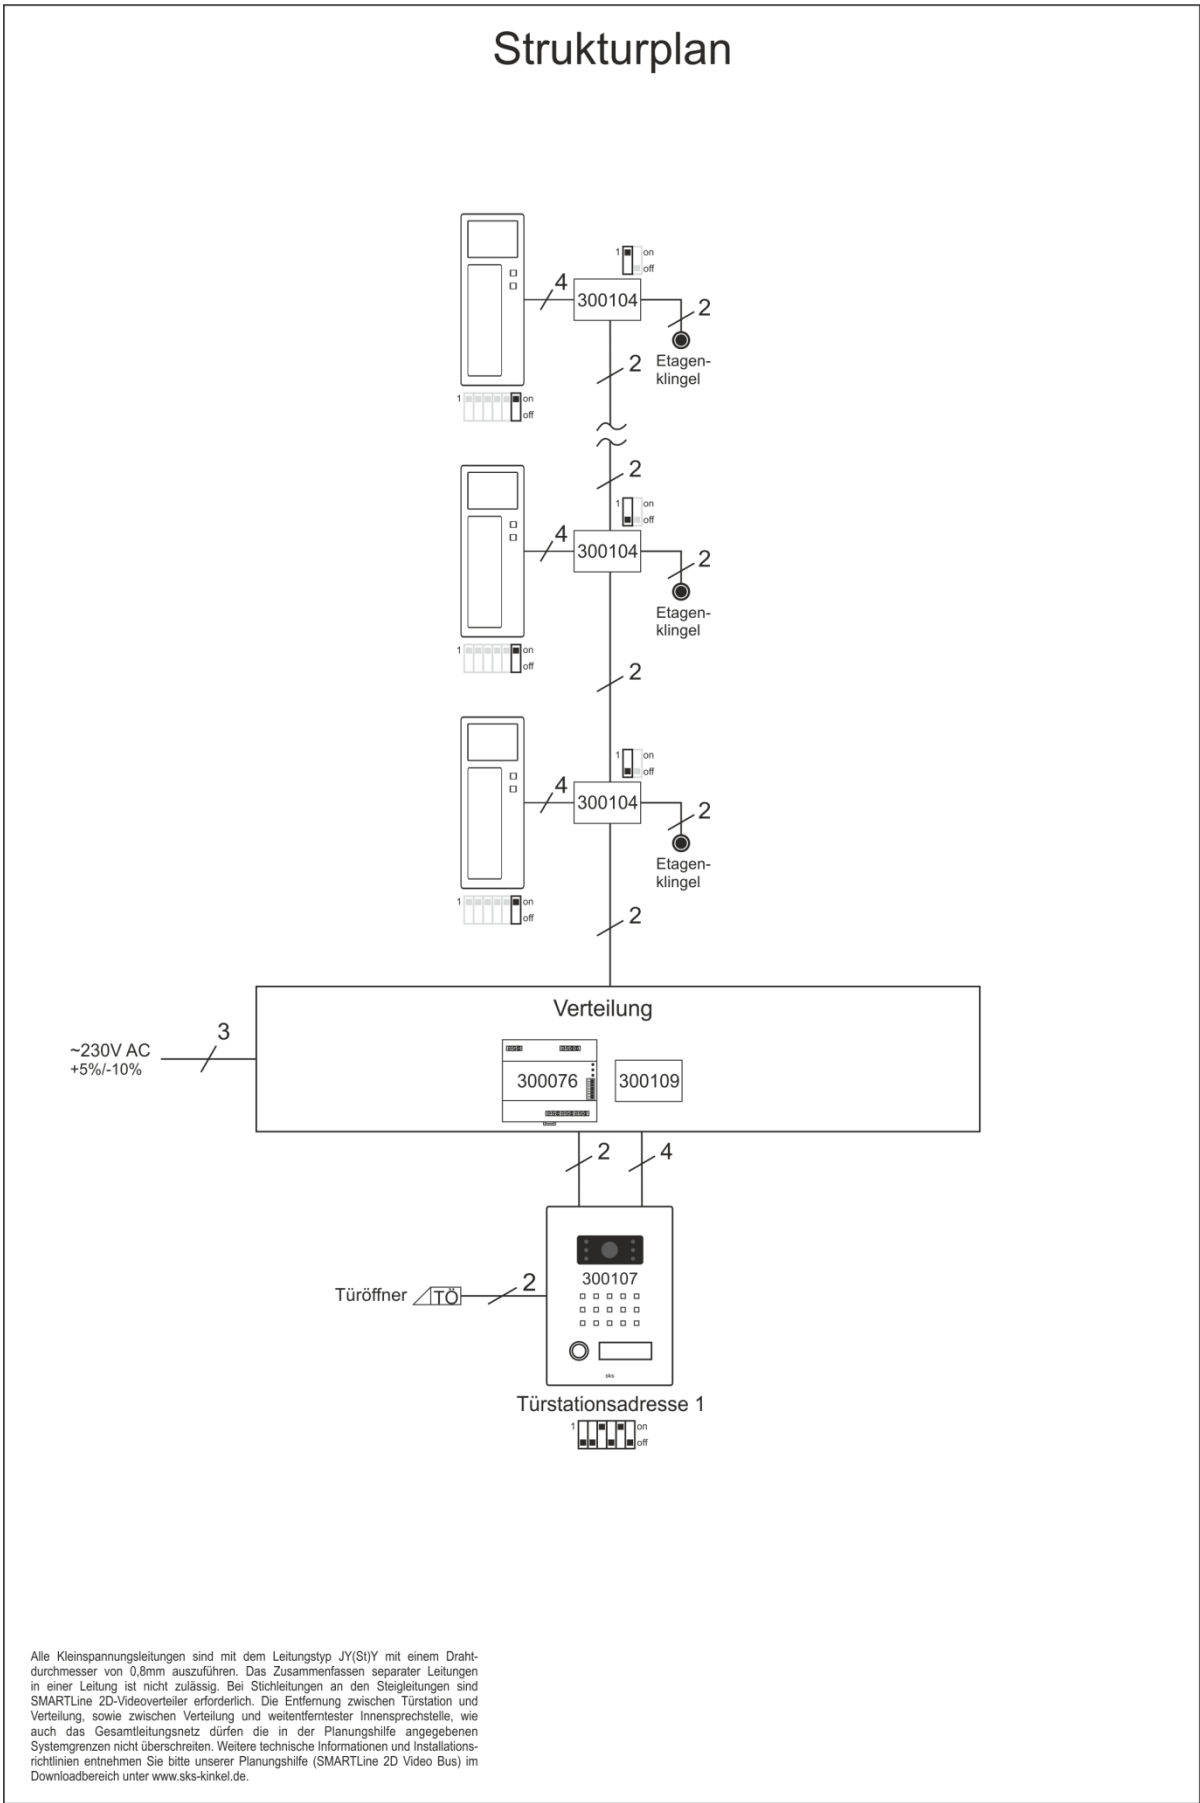 Strukturplan
1 on
off
4
300104
2
Etagen-
klingel
2
1 on
off
2
1 on
off
4
300104
2
Etagen-
klingel
1 on
off
2
1 on
off
4
300104
2
Etagen-
klingel
1 on
off
2
Verteilung
3
~230V AC
+5%/-10%
300076
300109
2
4
300107
Türöffner
TÖ
2
sks
Türstationsadresse 1
1 on
off
Alle Kleinspannungsleitungen sind mit dem Leitungstyp JY(St)Y mit einem Draht-
durchmesser von 0,8mm auszuführen. Das Zusammenfassen separater Leitungen
in einer Leitung ist nicht zulässig. Bei Stichleitungen an den Steigleitungen sind
SMARTLine 2D-Videoverteiler erforderlich. Die Entfernung zwischen Türstation und
Verteilung, sowie zwischen Verteilung und weitentferntester Innensprechstelle, wie
auch das Gesamtleitungsnetz dürfen die in der Planungshilfe angegebenen
Systemgrenzen nicht überschreiten. Weitere technische Informationen und Installations-
richtlinien entnehmen Sie bitte unserer Planungshilfe (SMARTLine 2D Video Bus) im
Downloadbereich unter www.sks-kinkel.de.